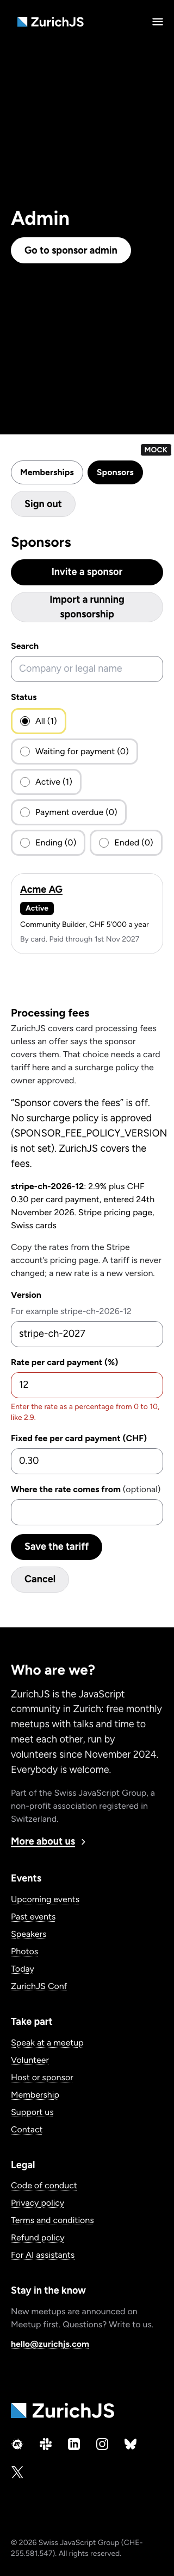 ZurichJS
Admin
Go to sponsor admin
MOCK
Memberships
Sponsors
Sign out
Sponsors
Invite a sponsor
Import a running
sponsorship
Search
Company or legal name
Status
All (1)
Waiting for payment (0)
Active (1)
Payment overdue (0)
Ending (0)
Ended (0)
Acme AG
Active
Community Builder, CHF 5'000 a year
By card. Paid through 1st Nov 2027
Processing fees
ZurichJS covers card processing fees
unless an offer says the sponsor
covers them. That choice needs a card
tariff here and a surcharge policy the
owner approved.
“Sponsor covers the fees” is off.
No surcharge policy is approved
(SPONSOR_FEE_POLICY_VERSION
is not set). ZurichJS covers the
fees.
stripe-ch-2026-12: 2.9% plus CHF
0.30 per card payment, entered 24th
November 2026. Stripe pricing page,
Swiss cards
Copy the rates from the Stripe
account’s pricing page. A tariff is never
changed; a new rate is a new version.
Version
For example stripe-ch-2026-12
stripe-ch-2027
Rate per card payment (%)
12
Enter the rate as a percentage from 0 to 10,
like 2.9.
Fixed fee per card payment (CHF)
0.30
Where the rate comes from (optional)
Save the tariff
Cancel
Who are we?
ZurichJS is the JavaScript
community in Zurich: free monthly
meetups with talks and time to
meet each other, run by
volunteers since November 2024.
Everybody is welcome.
Part of the Swiss JavaScript Group, a
non-profit association registered in
Switzerland.
More about us
Events
Upcoming events
Past events
Speakers
Photos
Today
ZurichJS Conf
Take part
Speak at a meetup
Volunteer
Host or sponsor
Membership
Support us
Contact
Legal
Code of conduct
Privacy policy
Terms and conditions
Refund policy
For AI assistants
Stay in the know
New meetups are announced on
Meetup first. Questions? Write to us.
hello@zurichjs.com
ZurichJS
© 2026 Swiss JavaScript Group (CHE-
255.581.547). All rights reserved.